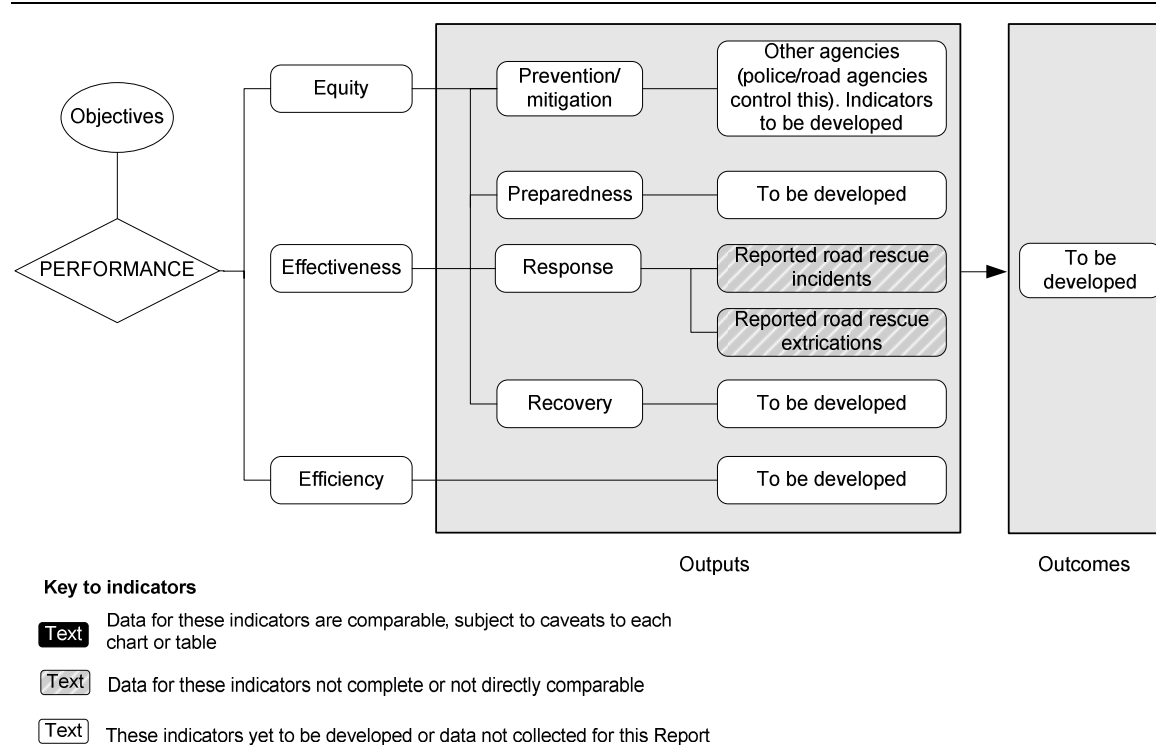 Objectives
PERFORMANCE
Equity
Effectiveness
Efficiency
Prevention/
mitigation
Preparedness
Response
Recovery
Other agencies
(police/road agencies
control this). Indicators
to be developed
To be developed
Reported road rescue
incidents
Reported road rescue
extrications
To be developed
To be developed
To be
developed
Outputs
Outcomes
Key to indicators
Text
Data for these indicators are comparable, subject to caveats to each
chart or table
Text
Data for these indicators not complete or not directly comparable
Text
These indicators yet to be developed or data not collected for this Report